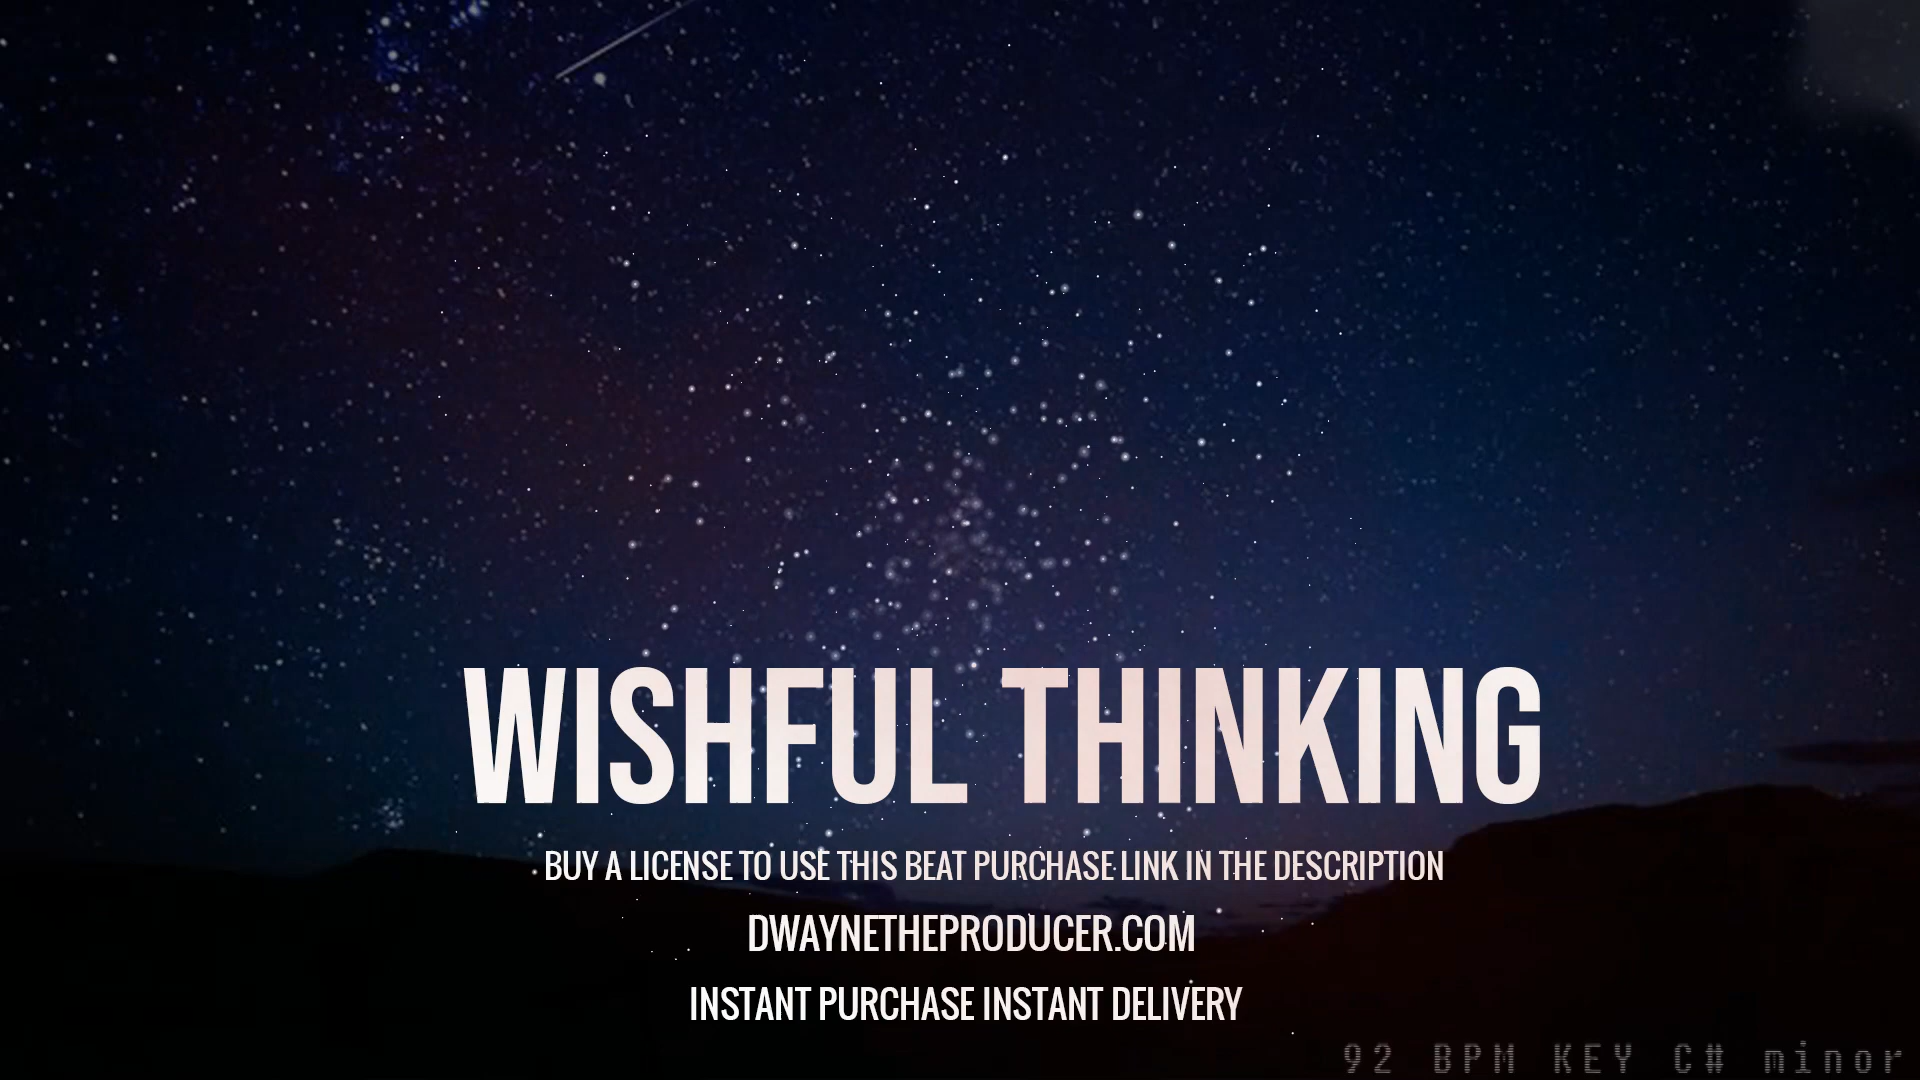 WISHFUL THINKING
BUY A LICENSE TO USE THIS BEAT PURCHASE LINK IN THE DESCRIPTION
DWAYNETHEPRODUCER.COM
INSTANT PURCHASE INSTANT DELIVERY
92 BPM KEY C# minor